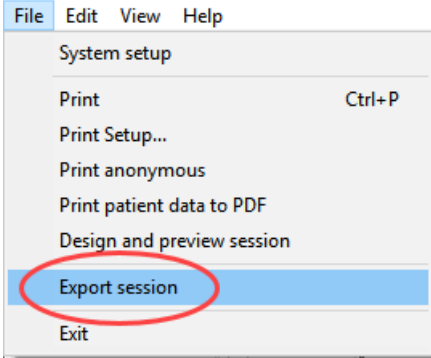 File Edit View Help
System setup
Print Ctrl+P
Print Setup...
Print anonymous
Print patient data to PDF
Design and preview session
Export session
Exit